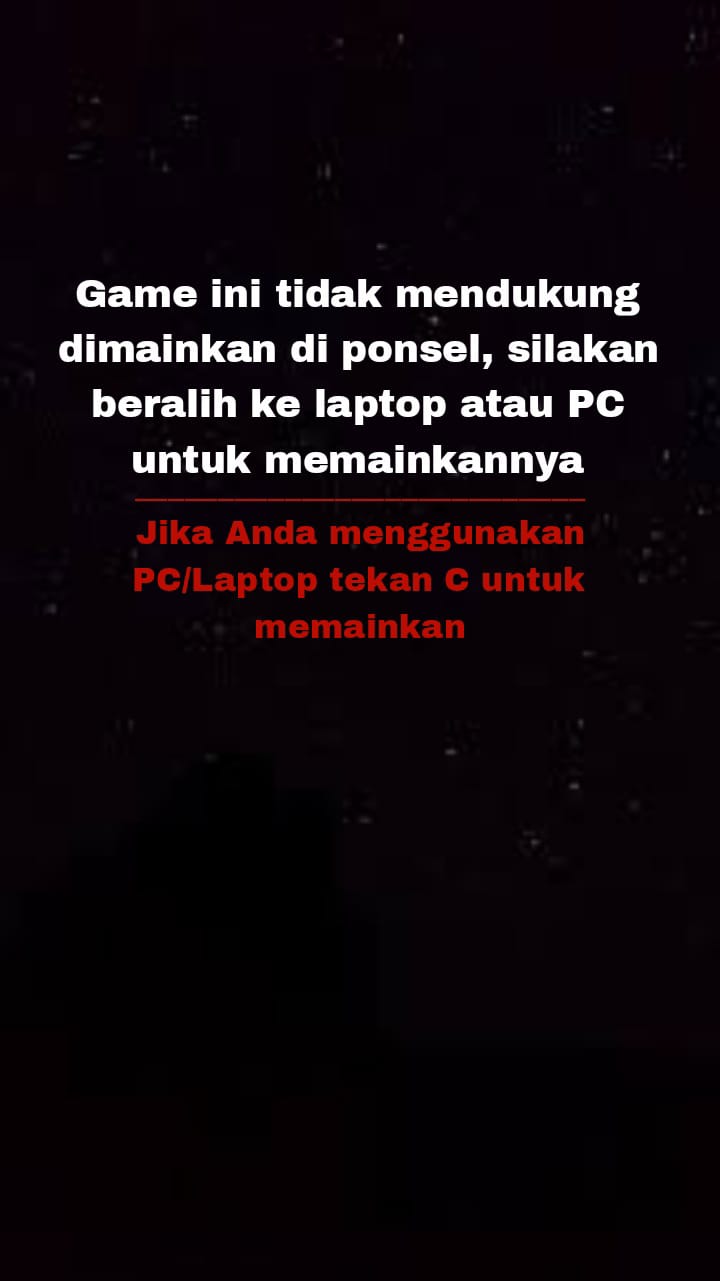 Game ini tidak mendukung
dimainkan di ponsel, silakan
beralih ke laptop atau PC
untuk memainkannya
Jika Anda menggunakan
PC/Laptop tekan C untuk
memainkan